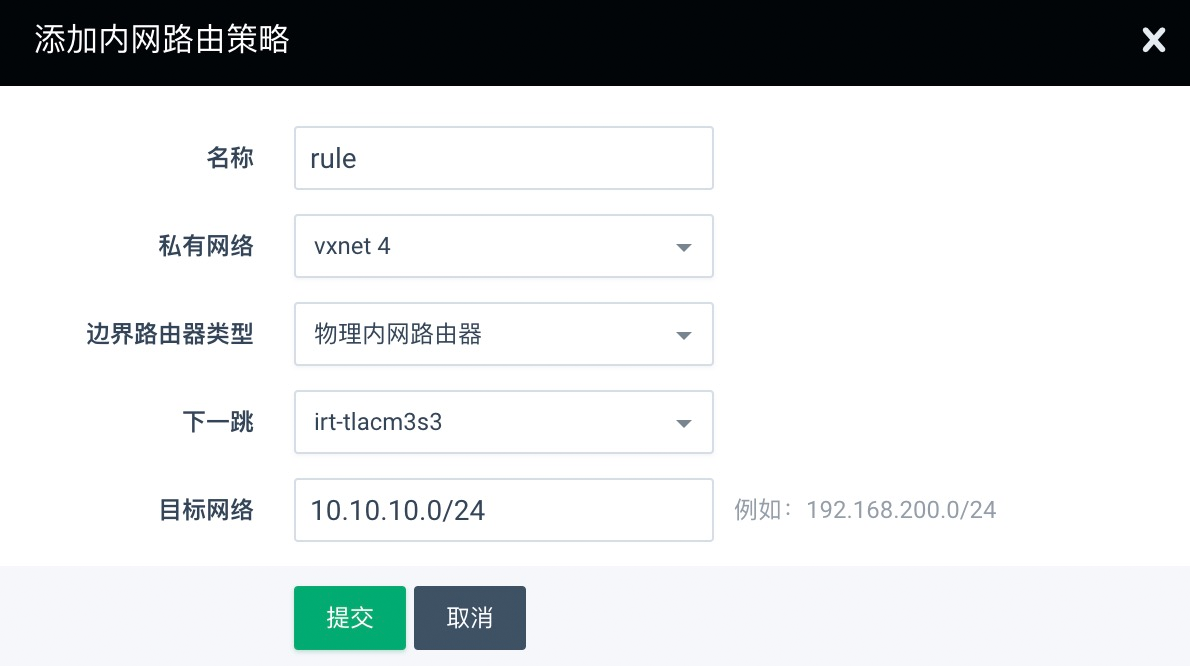 添加内网路由策略
名称 rule
私有网络 vxnet 4
边界路由器类型 物理内网路由器
下一跳 irt-tlacm3s3
目标网络 10.10.10.0/24 例如：192.168.200.0/24
提交 取消